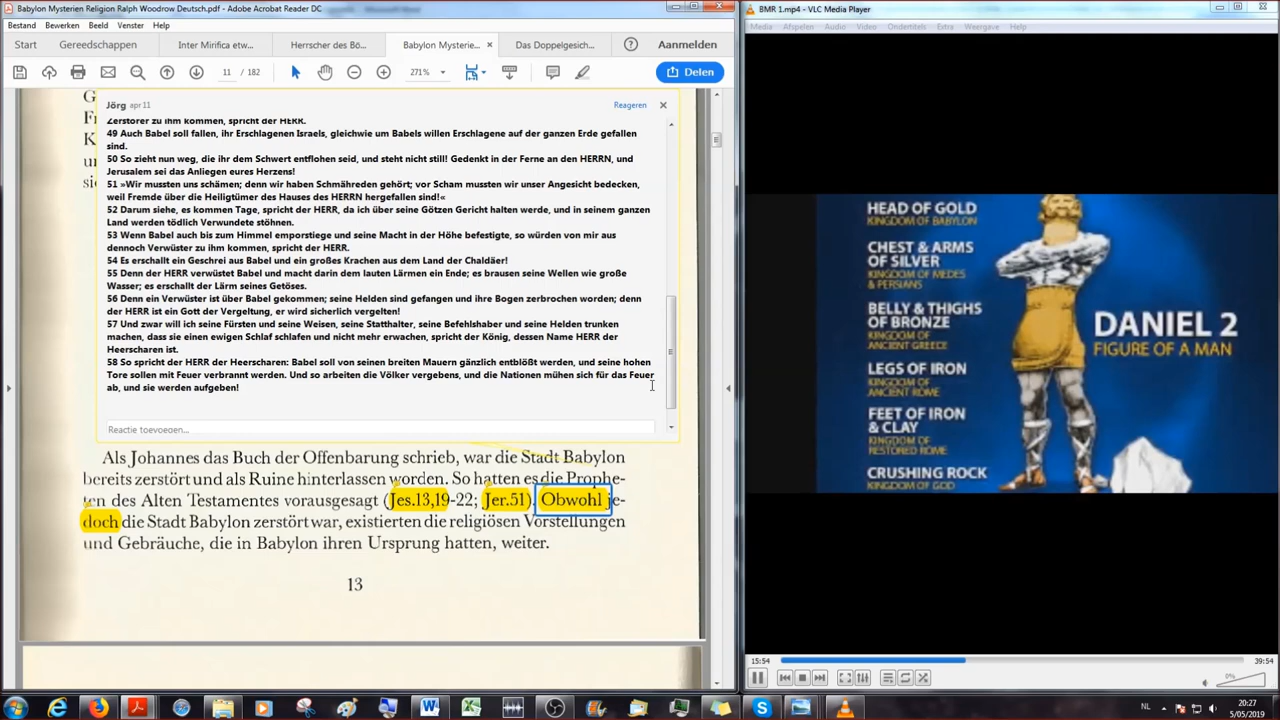 Babylon Mysterien Religion Ralph Woodrow Deutsch.pdf - Adobe Acrobat Reader DC
Bestand Bewerken Beeld Venster Help
Start Gereedschappen Inter Mirifica etw... Herrscher des Bö... Babylon Mysterie... × Das Doppelgesich... Aanmelden
11 / 182 271% Delen
Jörg apr 11 Reageren
Zerstörer zu ihm kommen, spricht der HERR.
49 Auch Babel soll fallen, ihr Erschlagenen Israels, gleichwie um Babels willen Erschlagene auf der ganzen Erde gefallen
sind.
50 So zieht nun weg, die ihr dem Schwert entflohen seid, und steht nicht still! Gedenkt in der Ferne an den HERRN, und
Jerusalem sei das Anliegen eures Herzens!
51 »Wir mussten uns schämen; denn wir haben Schmähreden gehört; vor Scham mussten wir unser Angesicht bedecken,
weil Fremde über die Heiligtümer des Hauses des HERRN hergefallen sind!«
52 Darum siehe, es kommen Tage, spricht der HERR, da ich über seine Götzen Gericht halten werde, und in seinem ganzen
Land werden tödlich Verwundete stöhnen.
53 Wenn Babel auch bis zum Himmel emporstiege und seine Macht in der Höhe befestigte, so würden von mir aus
dennoch Verwüster zu ihm kommen, spricht der HERR.
54 Es erschallt ein Geschrei aus Babel und ein großes Krachen aus dem Land der Chaldäer!
55 Denn der HERR verwüstet Babel und macht darin dem lauten Lärmen ein Ende; es brausen seine Wellen wie große
Wasser; es erschallt der Lärm seines Getöses.
56 Denn ein Verwüster ist über Babel gekommen; seine Helden sind gefangen und ihre Bogen zerbrochen worden; denn
der HERR ist ein Gott der Vergeltung, er wird sicherlich vergelten!
57 Und zwar will ich seine Fürsten und seine Weisen, seine Statthalter, seine Befehlshaber und seine Helden trunken
machen, dass sie einen ewigen Schlaf schlafen und nicht mehr erwachen, spricht der König, dessen Name HERR der
Heerscharen ist.
58 So spricht der HERR der Heerscharen: Babel soll von seinen breiten Mauern gänzlich entblößt werden, und seine hohen
Tore sollen mit Feuer verbrannt werden. Und so arbeiten die Völker vergebens, und die Nationen mühen sich für das Feuer
ab, und sie werden aufgeben!
Reactie toevoegen...
Als Johannes das Buch der Offenbarung schrieb, war die Stadt Babylon
bereits zerstört und als Ruine hinterlassen worden. So hatten es die Prophe-
ten des Alten Testamentes vorausgesagt (Jes.13,19-22; Jer.51). Obwohl je-
doch die Stadt Babylon zerstört war, existierten die religiösen Vorstellungen
und Gebräuche, die in Babylon ihren Ursprung hatten, weiter.
13
BMR 1.mp4 - VLC Media Player
Media Afspelen Audio Video Ondertitels Extra Weergave Help
HEAD OF GOLD
KINGDOM OF BABYLON
CHEST & ARMS
OF SILVER
KINGDOM OF MEDES
& PERSIANS
BELLY & THIGHS
OF BRONZE
KINGDOM OF
ANCIENT GREECE
LEGS OF IRON
KINGDOM OF
ANCIENT ROME
FEET OF IRON
& CLAY
KINGDOM OF
RESTORED ROME
CRUSHING ROCK
KINGDOM OF GOD
DANIEL 2
FIGURE OF A MAN
15:54 39:54
0%
NL 20:27
5/05/2019